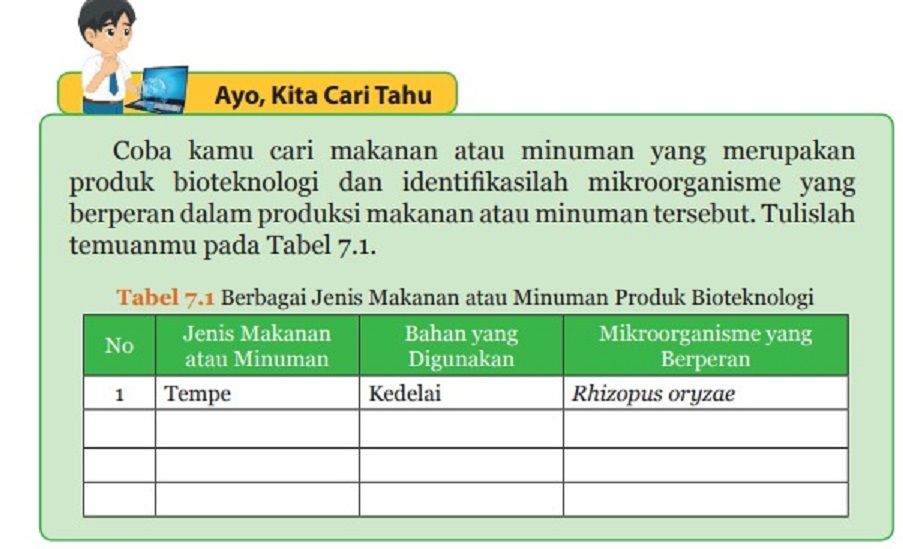 Ayo, Kita Cari Tahu
Coba kamu cari makanan atau minuman yang merupakan
produk bioteknologi dan identifikasilah mikroorganisme yang
berperan dalam produksi makanan atau minuman tersebut. Tulislah
temuanmu pada Tabel 7.1.
Tabel 7.1 Berbagai Jenis Makanan atau Minuman Produk Bioteknologi
No
Jenis Makanan
atau Minuman
Bahan yang
Digunakan
Mikroorganisme yang
Berperan
1 Tempe Kedelai Rhizopus oryzae